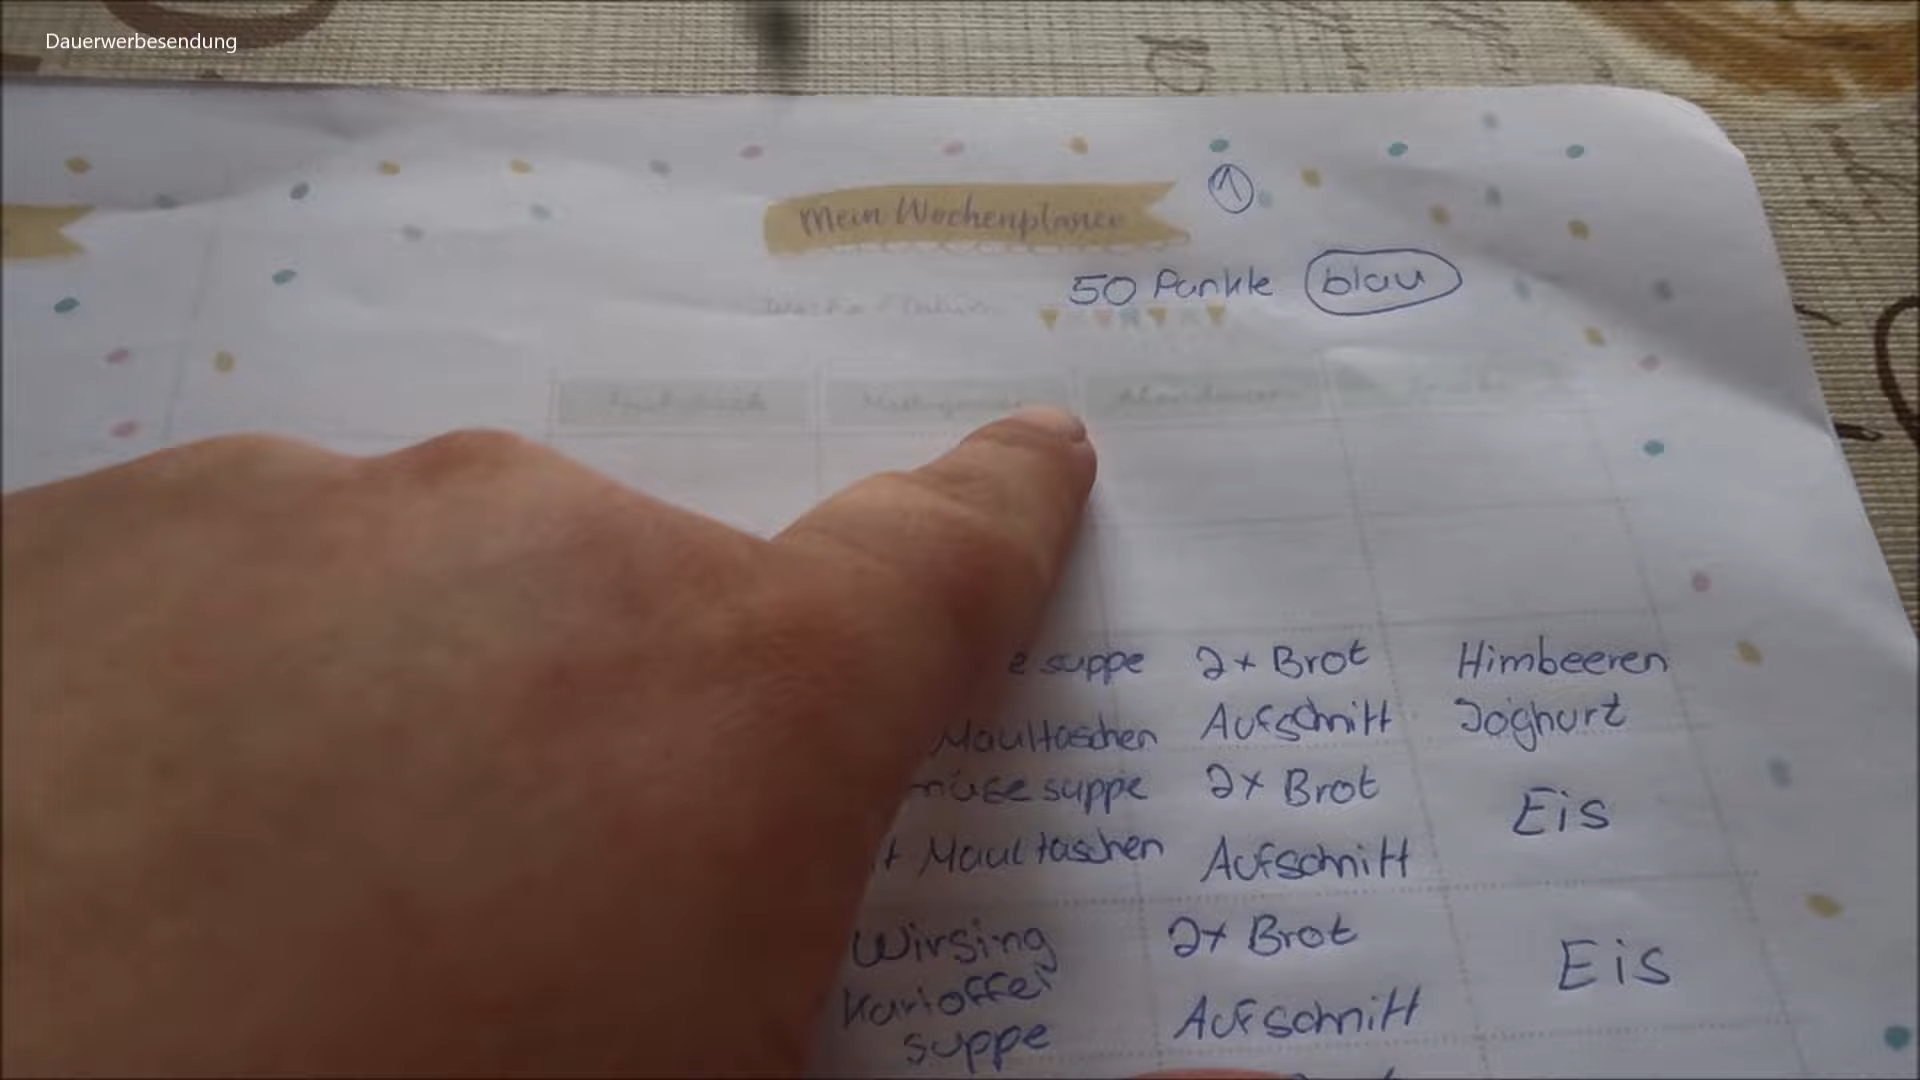 Dauerwerbesendung
Mein Wochenplaner
1
50 Punkte blau
suppe 2x Brot Himbeeren
Maultaschen Aufschnitt Joghurt
suppe 2x Brot Eis
Maultaschen Aufschnitt
Wirsing 2x Brot Eis
Kartoffel
suppe Aufschnitt